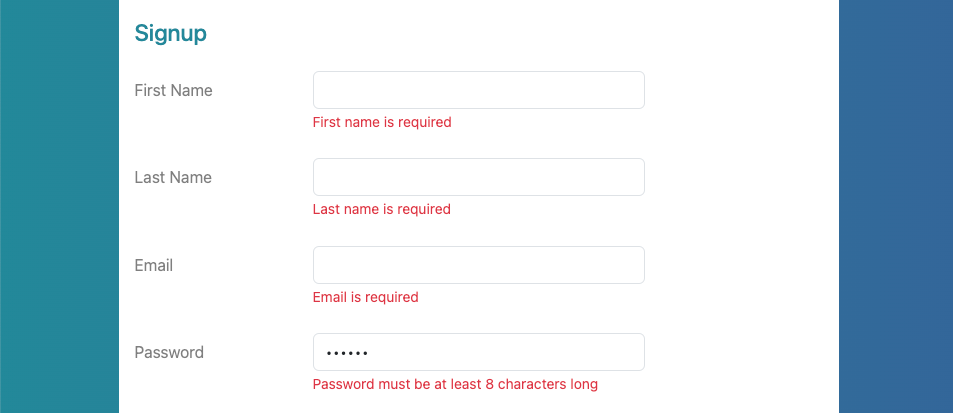 Signup
First Name
First name is required
Last Name
Last name is required
Email
Email is required
Password
••••••
Password must be at least 8 characters long